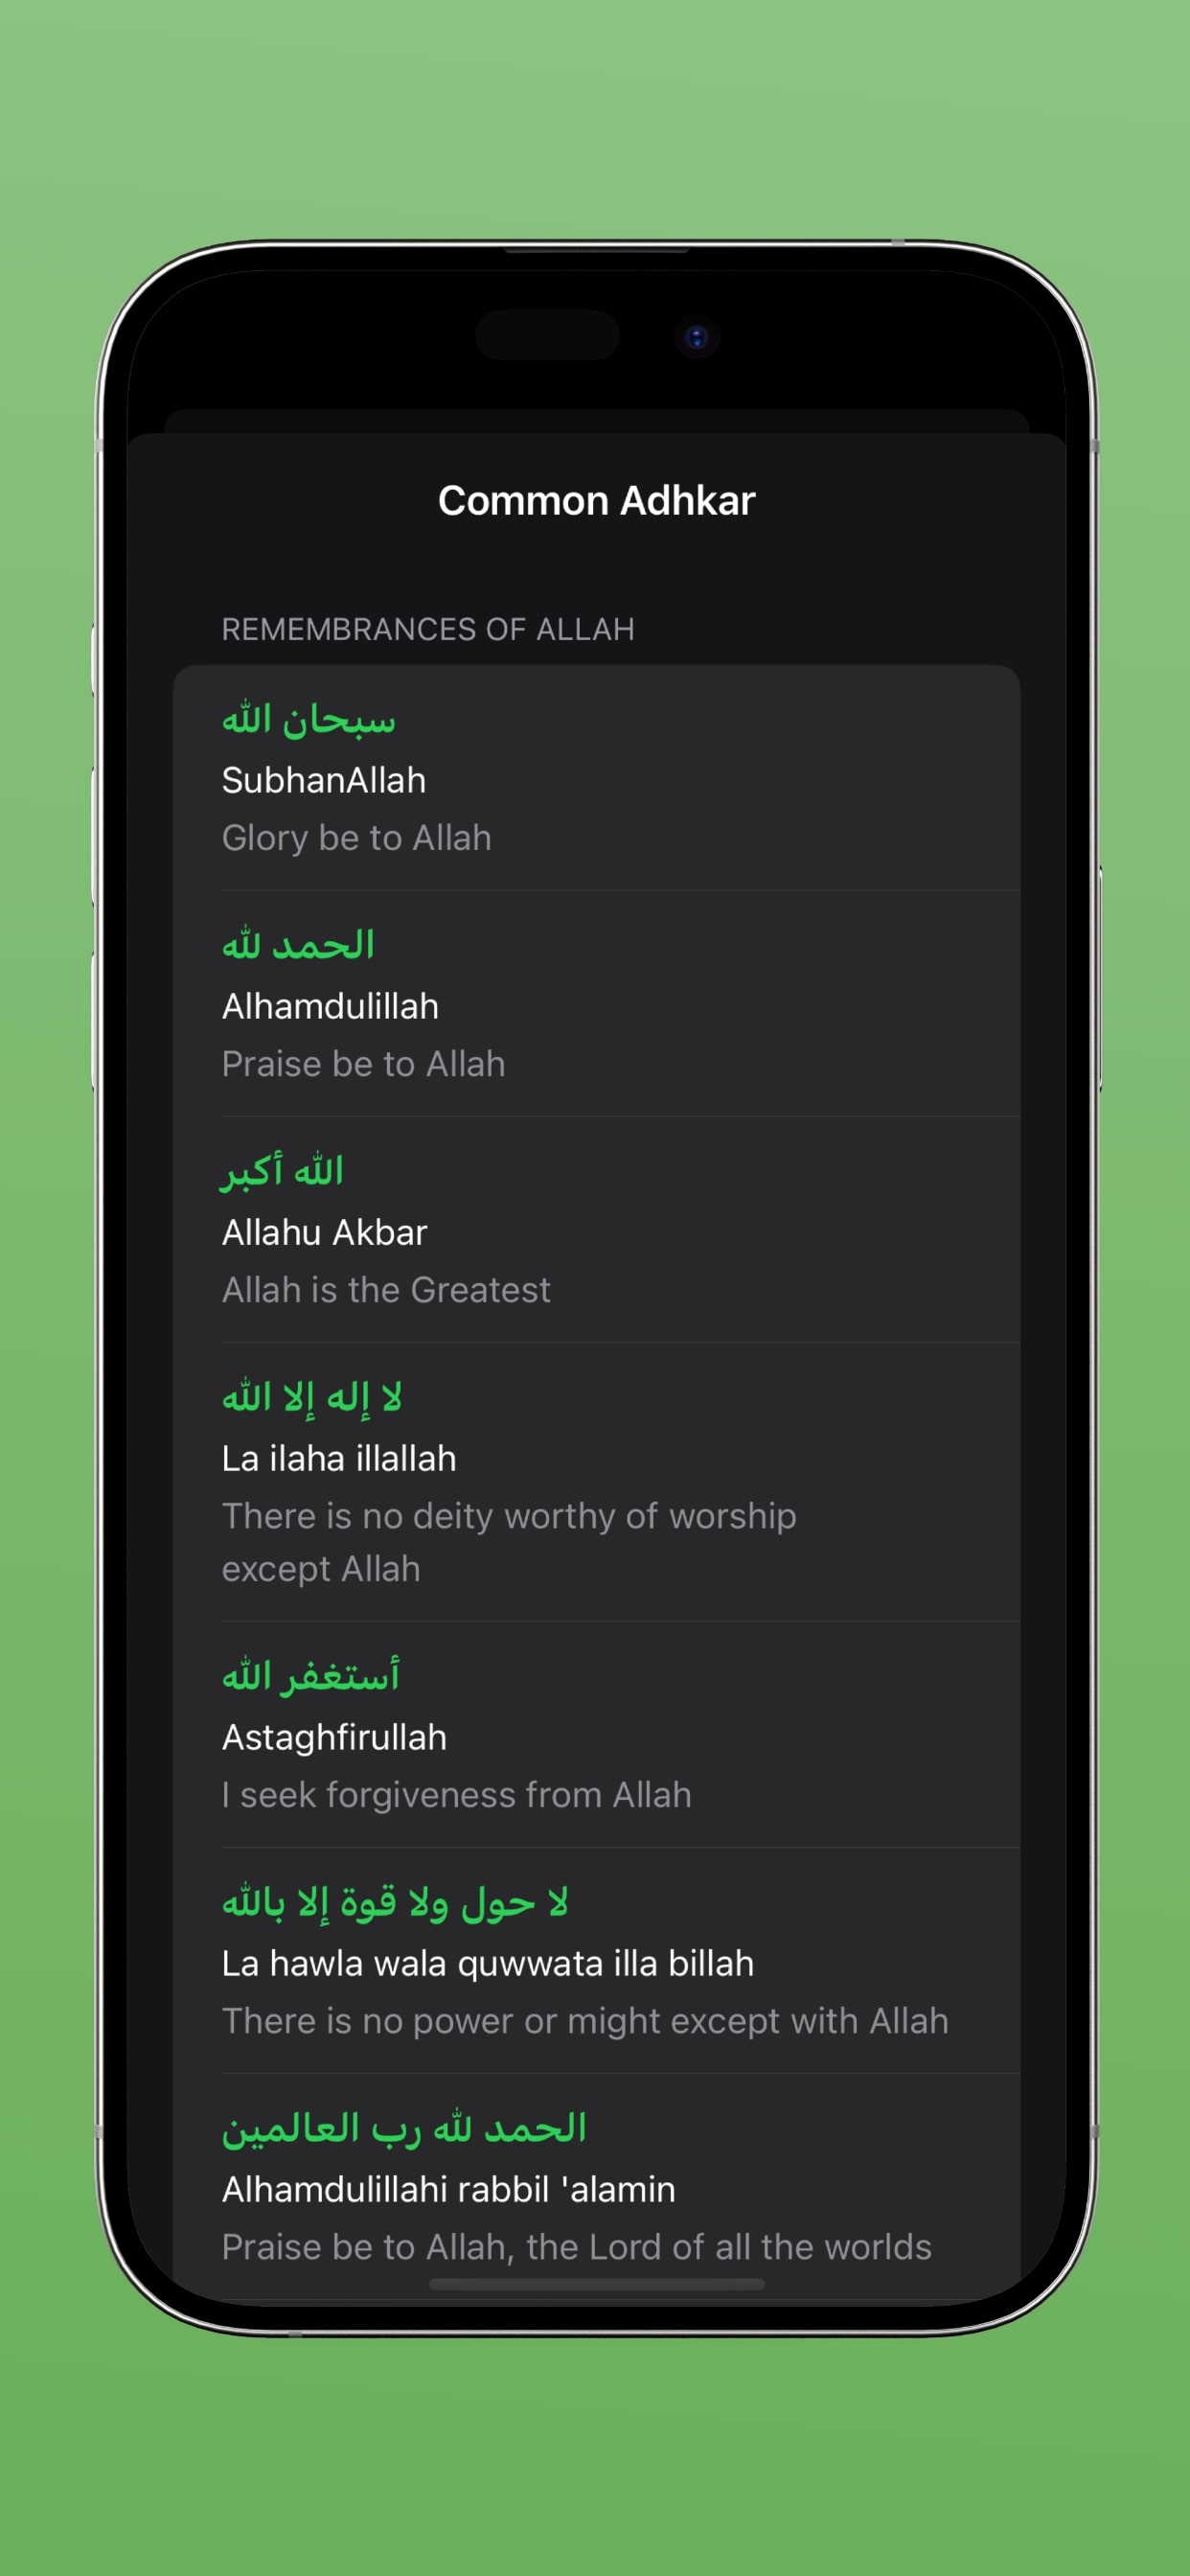 Common Adhkar
REMEMBRANCES OF ALLAH
سبحان الله
SubhanAllah
Glory be to Allah
الحمد لله
Alhamdulillah
Praise be to Allah
الله أكبر
Allahu Akbar
Allah is the Greatest
لا إله إلا الله
La ilaha illallah
There is no deity worthy of worship
except Allah
أستغفر الله
Astaghfirullah
I seek forgiveness from Allah
لا حول ولا قوة إلا بالله
La hawla wala quwwata illa billah
There is no power or might except with Allah
الحمد لله رب العالمين
Alhamdulillahi rabbil 'alamin
Praise be to Allah, the Lord of all the worlds